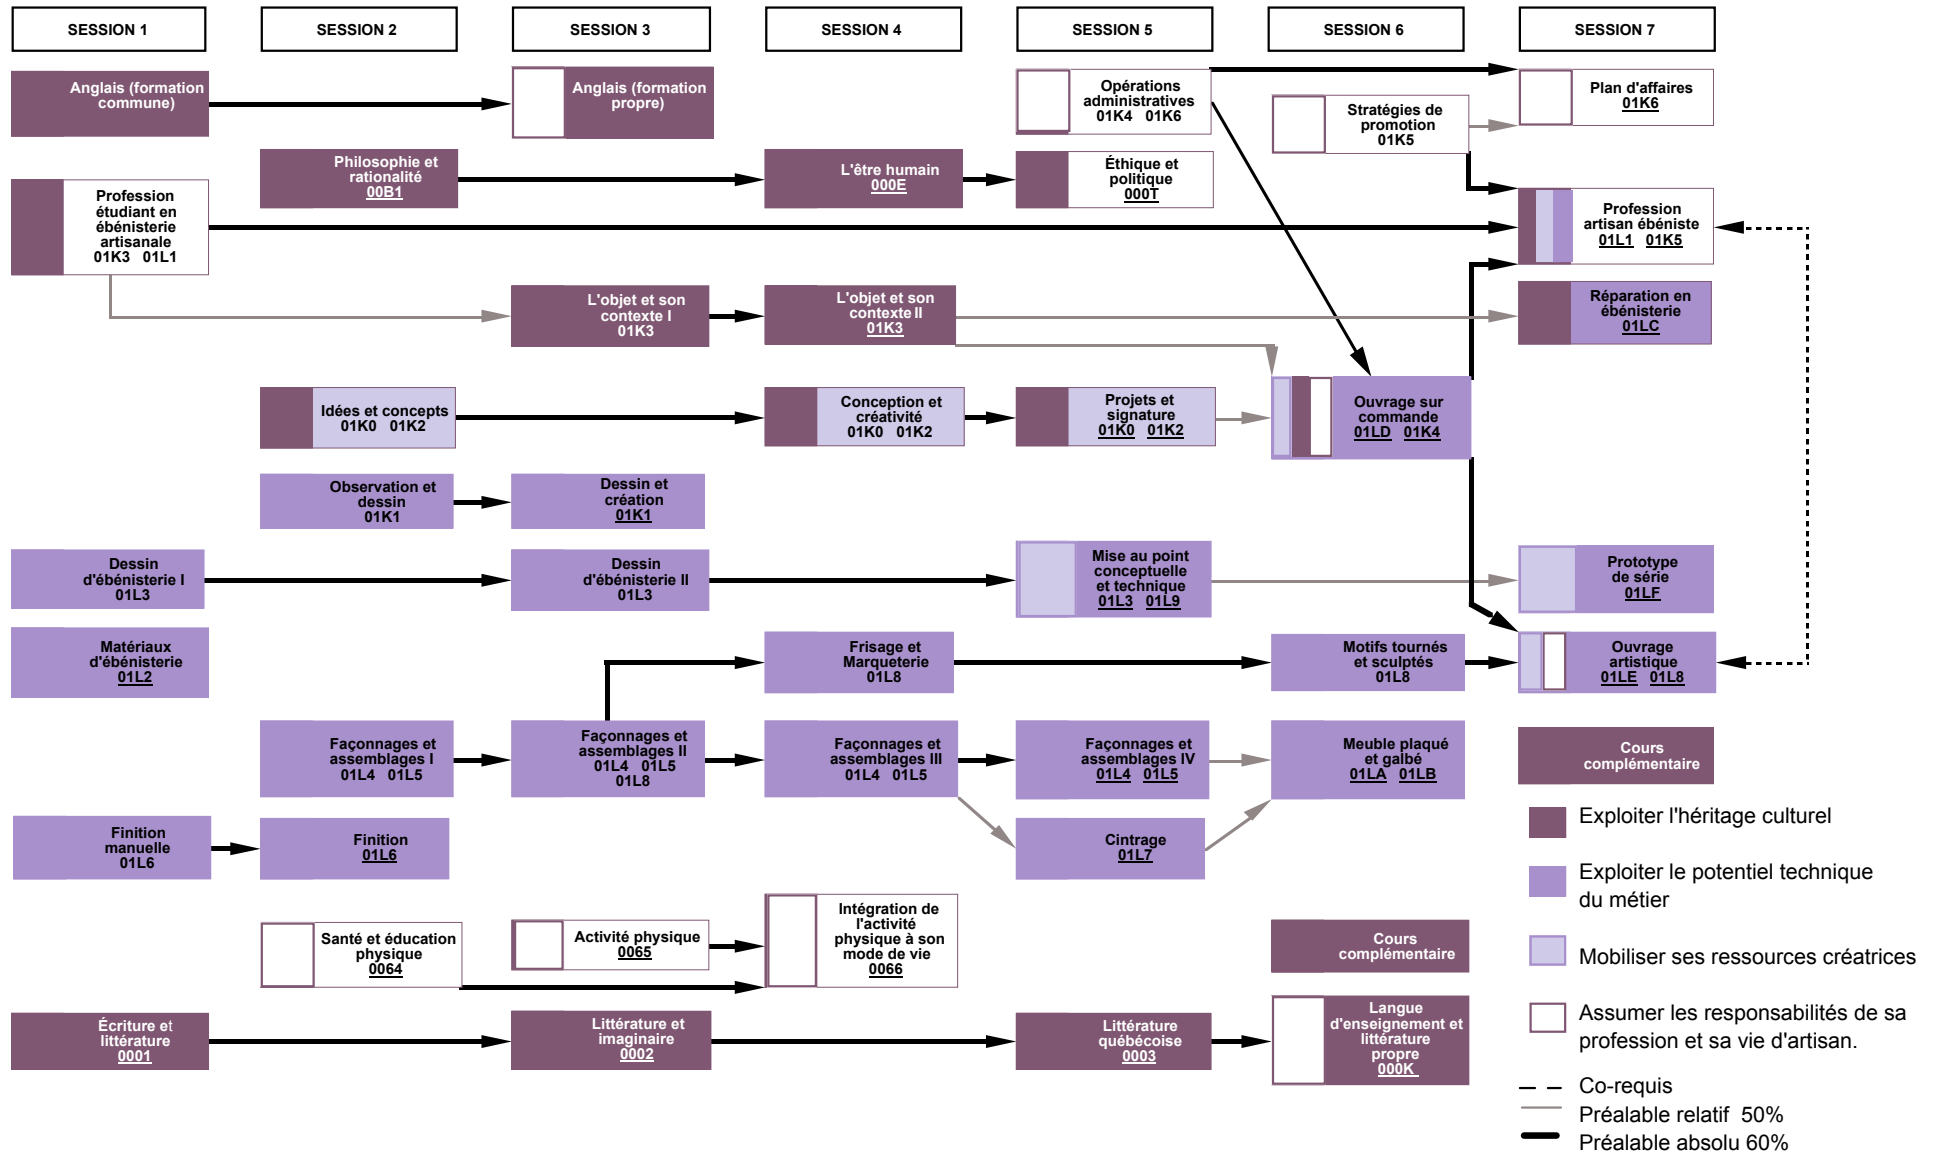 SESSION 1
SESSION 2
SESSION 3
SESSION 4
SESSION 5
SESSION 6
SESSION 7
Anglais (formation
commune)
Anglais (formation
propre)
Opérations
administratives
01K4 01K6
Stratégies de
promotion
01K5
Plan d'affaires
01K6
Philosophie et
rationalité
00B1
L'être humain
000E
Éthique et
politique
000T
Profession
étudiant en
ébénisterie
artisanale
01K3 01L1
Profession
artisan ébéniste
01L1 01K5
L'objet et son
contexte I
01K3
L'objet et son
contexte II
01K3
Réparation en
ébénisterie
01LC
Idées et concepts
01K0 01K2
Conception et
créativité
01K0 01K2
Projets et
signature
01K0 01K2
Ouvrage sur
commande
01LD 01K4
Observation et
dessin
01K1
Dessin et
création
01K1
Dessin
d'ébénisterie I
01L3
Dessin
d'ébénisterie II
01L3
Mise au point
conceptuelle
et technique
01L3 01L9
Prototype
de série
01LF
Matériaux
d'ébénisterie
01L2
Frisage et
Marqueterie
01L8
Motifs tournés
et sculptés
01L8
Ouvrage
artistique
01LE 01L8
Façonnages et
assemblages I
01L4 01L5
Façonnages et
assemblages II
01L4 01L5
01L8
Façonnages et
assemblages III
01L4 01L5
Façonnages et
assemblages IV
01L4 01L5
Meuble plaqué
et galbé
01LA 01LB
Cours
complémentaire
Finition
manuelle
01L6
Finition
01L6
Cintrage
01L7
Santé et éducation
physique
0064
Activité physique
0065
Intégration de
l'activité
physique à son
mode de vie
0066
Cours
complémentaire
Écriture et
littérature
0001
Littérature et
imaginaire
0002
Littérature
québécoise
0003
Langue
d'enseignement et
littérature
propre
000K
Exploiter l'héritage culturel
Exploiter le potentiel technique
du métier
Mobiliser ses ressources créatrices
Assumer les responsabilités de sa
profession et sa vie d'artisan.
Co-requis
Préalable relatif 50%
Préalable absolu 60%